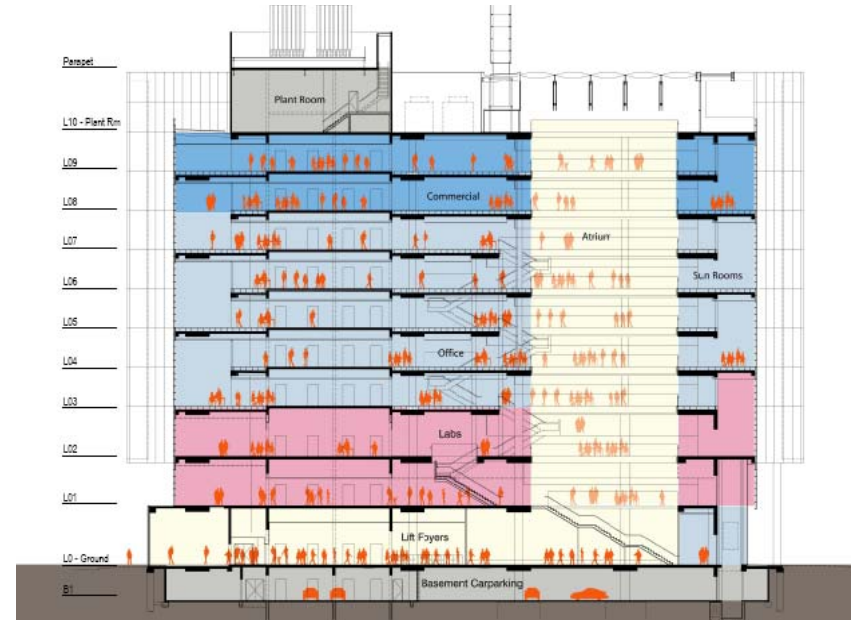 Parapet
Plant Room
L10 - Plant Rm
L09
Commercial
L08
L07
Atrium
L06
Sun Rooms
L05
Office
L04
L03
Labs
L02
L01
Lift Foyers
L0 - Ground
Basement Carparking
B1